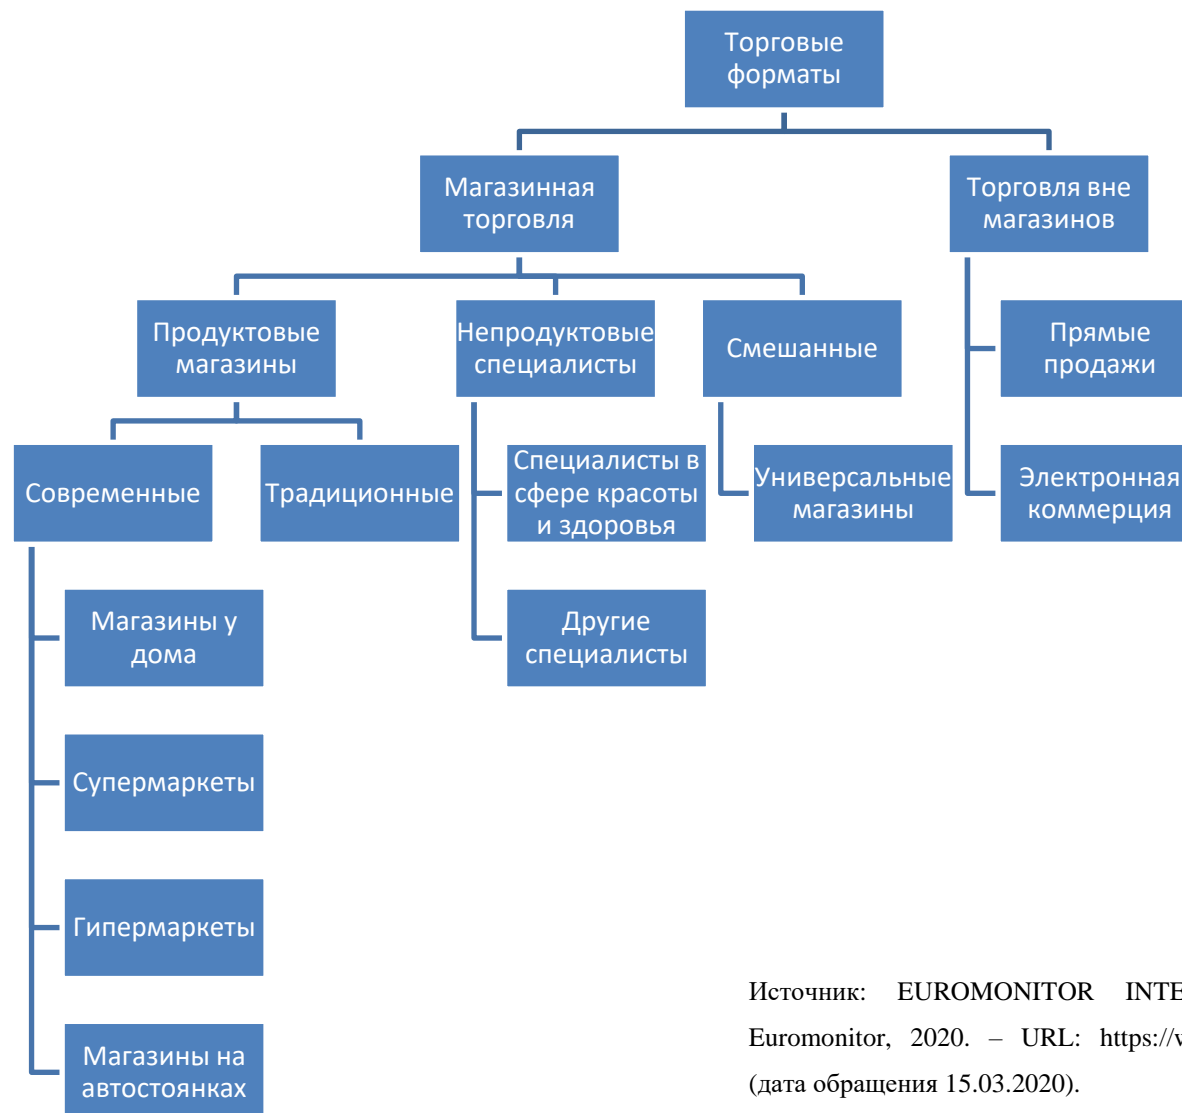 Торговые
форматы
Магазинная
торговля
Торговля вне
магазинов
Продуктовые
магазины
Непродуктовые
специалисты
Смешанные
Прямые
продажи
Современные
Традиционные
Специалисты в
сфере красоты
и здоровья
Универсальные
магазины
Электронная
коммерция
Магазины у
дома
Другие
специалисты
Супермаркеты
Гипермаркеты
Магазины на
автостоянках
Источник: EUROMONITOR INTE
Euromonitor, 2020. – URL: https://
(дата обращения 15.03.2020).